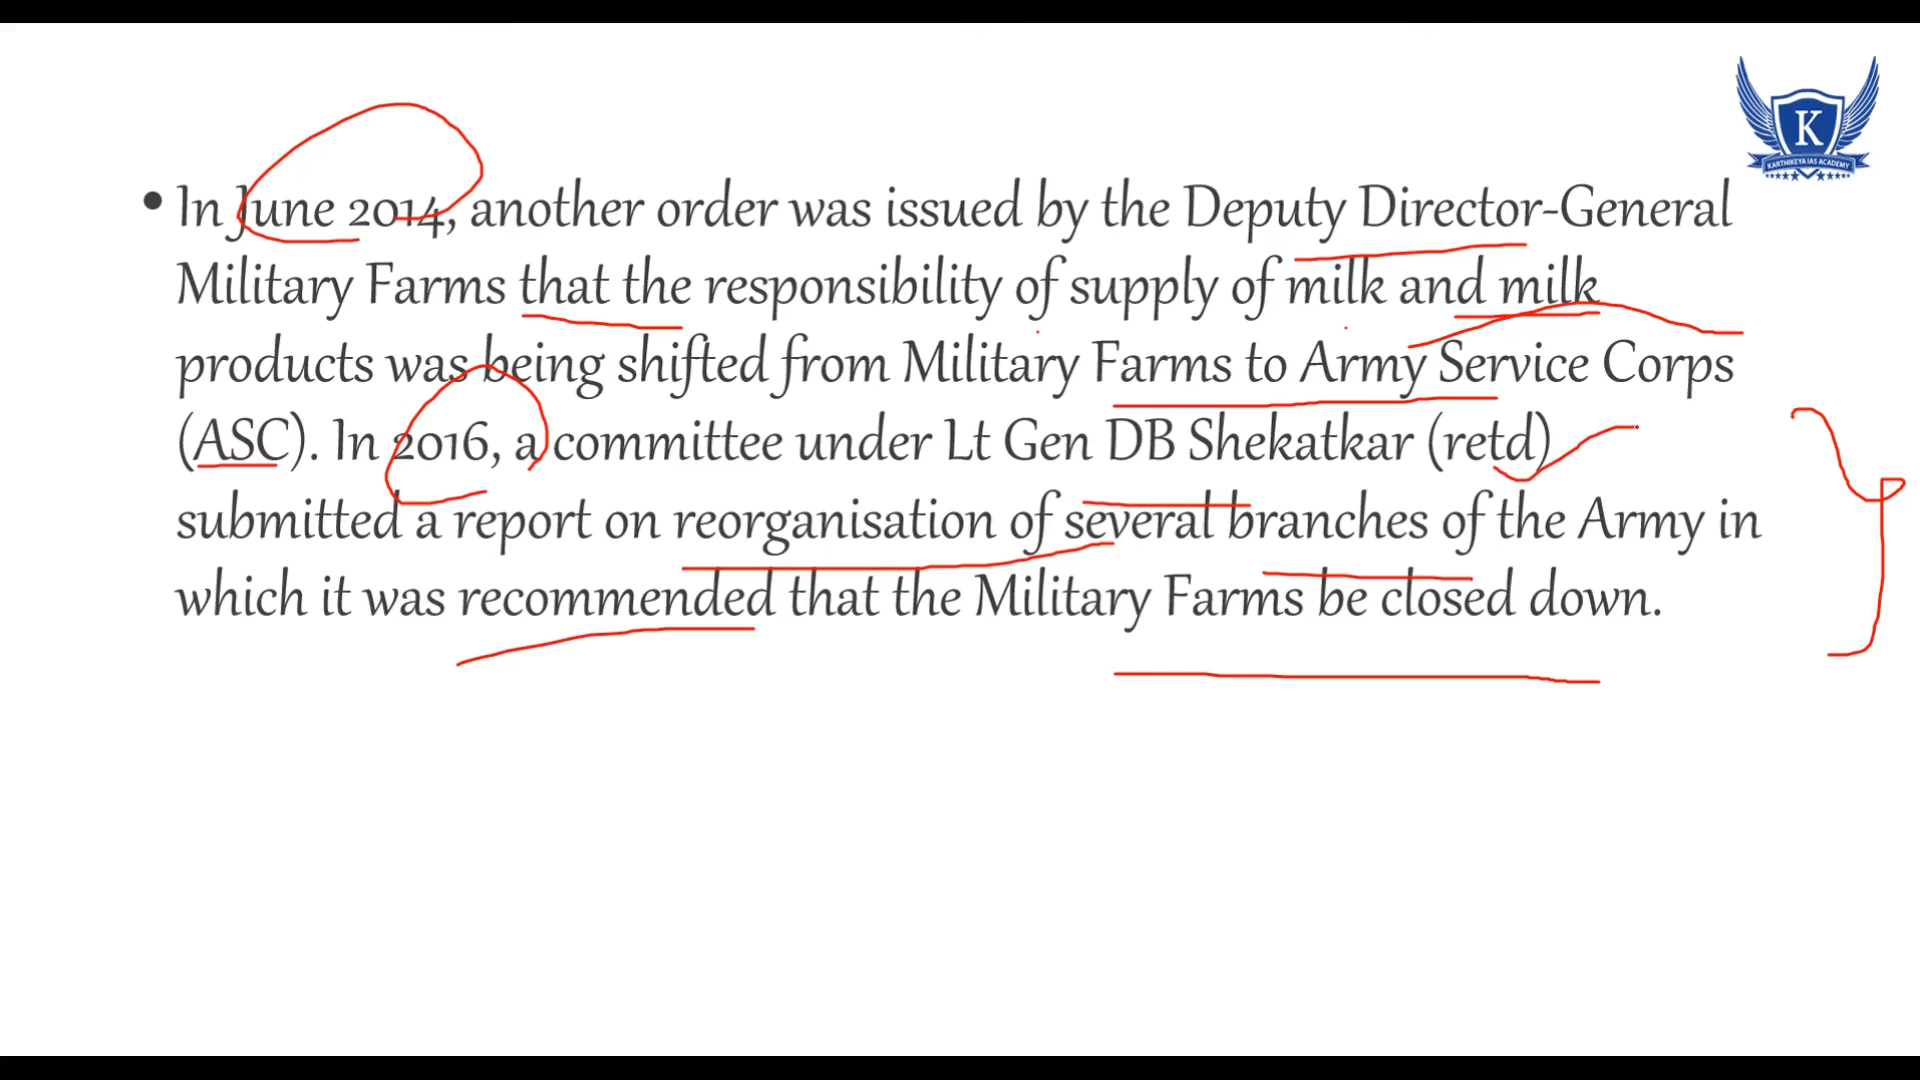 KARTHIKEYA IAS ACADEMY
K
• In June 2014, another order was issued by the Deputy Director-General
Military Farms that the responsibility of supply of milk and milk
products was being shifted from Military Farms to Army Service Corps
(ASC). In 2016, a committee under Lt Gen DB Shekatkar (retd)
submitted a report on reorganisation of several branches of the Army in
which it was recommended that the Military Farms be closed down.